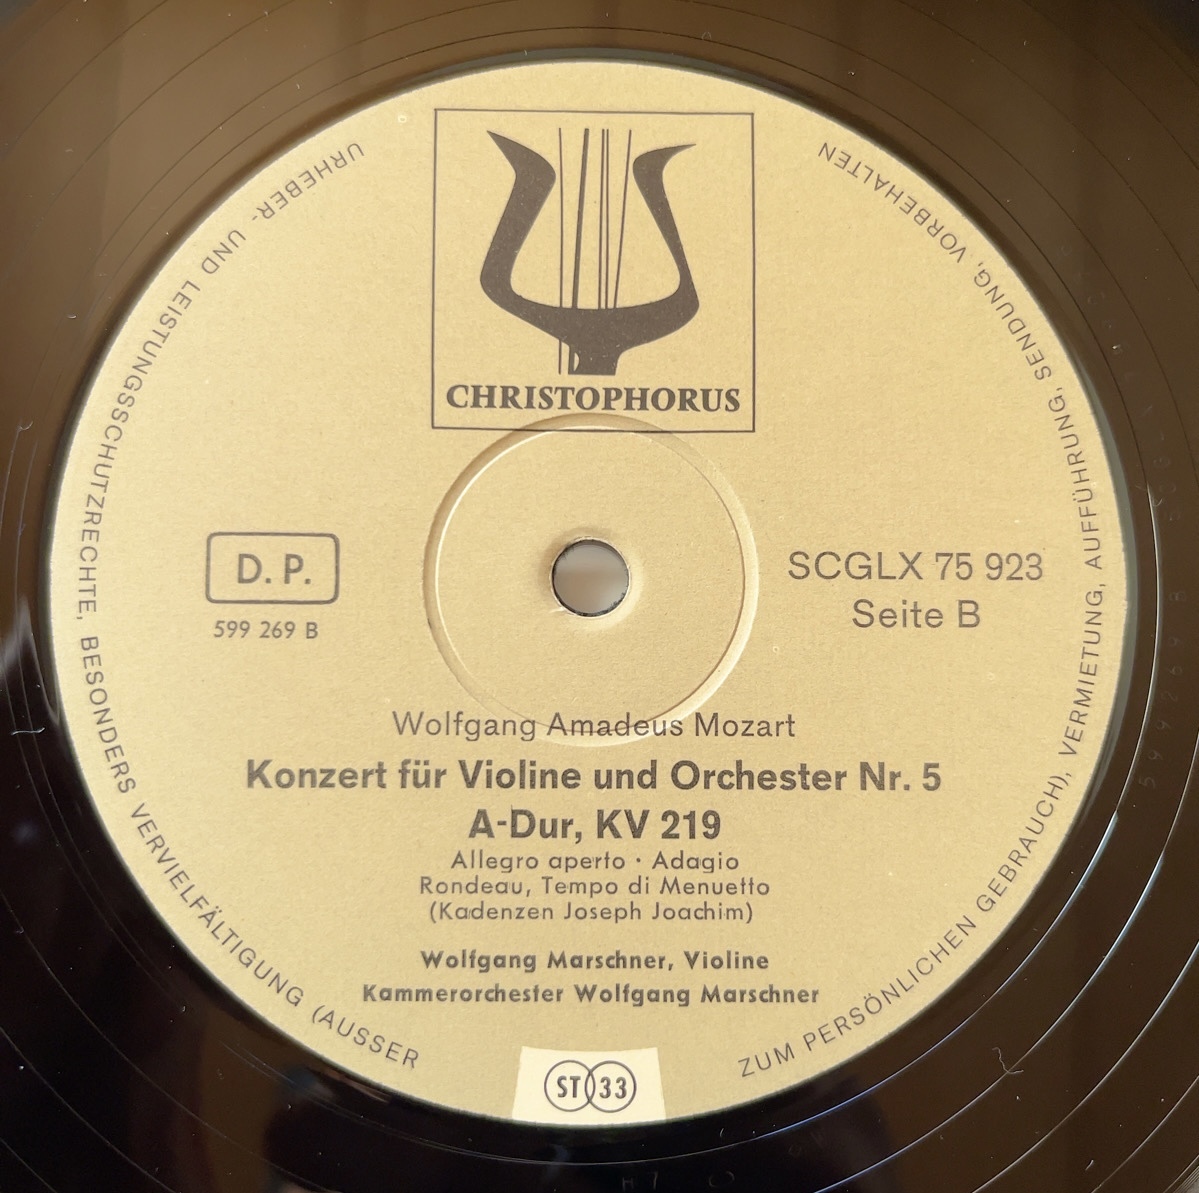 CHRISTOPHORUS
D. P.
599 269 B
SCGLX 75 923
Seite B
Wolfgang Amadeus Mozart
Konzert für Violine und Orchester Nr. 5
A-Dur, KV 219
Allegro aperto · Adagio
Rondeau, Tempo di Menuetto
(Kadenzen Joseph Joachim)
Wolfgang Marschner, Violine
Kammerorchester Wolfgang Marschner
ST 33
URHEBER- UND LEISTUNGSSCHUTZRECHTE, BESONDERS VERVIELFÄLTIGUNG (AUSSER
ZUM PERSÖNLICHEN GEBRAUCH), VERMIETUNG, AUFFÜHRUNG, SENDUNG, VORBEHALTEN